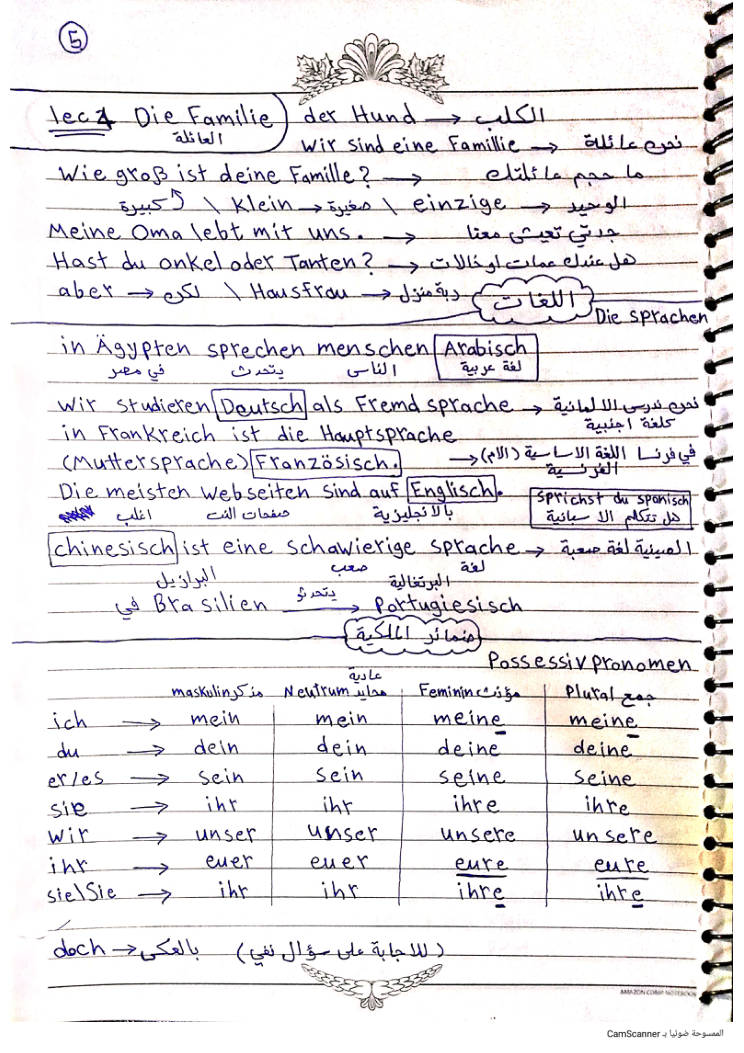 5
lec 1 Die Familie der Hund → الكلب
العائلة
wir sind eine Famillie → نحن عائلة
Wie groß ist deine Famille? → ما حجم عائلتك
كبيرة \ Klein → صغيرة \ einzige → الوحيد
Meine Oma lebt mit uns. → جدتي تعيش معنا
Hast du onkel oder Tanten? → هل عندك عمات او خالات
aber → لكن \ Hausfrau → ربة منزل
اللغات
Die sprachen
in Ägypten sprechen menschen Arabisch
في مصر يتحدث الناس لغة عربية
Wir studieren Deutsch als Fremdsprache → نحن ندرس الالمانية
كلغة اجنبية
in Frankreich ist die Hauptsprache
(Muttersprache) Französisch. → في فرنسا اللغة الاساسية (الام)
الفرنسية
Die meisten webseiten sind auf Englisch.
اغلب صفحات النت بالانجليزية
sprichst du spanisch
هل تتكلم الاسبانية
chinesisch ist eine schawierige sprache → الصينية لغة صعبة
صعب لغة
البرازيل يتحدثو البرتغالية
في Brasilien → Portugiesisch
ضمائر الملكية
Possessivpronomen
عادية
maskulin مذكر Neutrum محايد Feminin مؤنث Plural جمع
ich → mein mein meine meine
du → dein dein deine deine
er/es → sein sein seine seine
sie → ihr ihr ihre ihre
wir → unser unser unsere unsere
ihr → euer euer eure eure
sie\Sie → ihr ihr ihre ihre
doch → بالعكس (للاجابة على سؤال نفي)
AMAZON COMP NOTEBOOK
الممسوحة ضوئيا بـ CamScanner